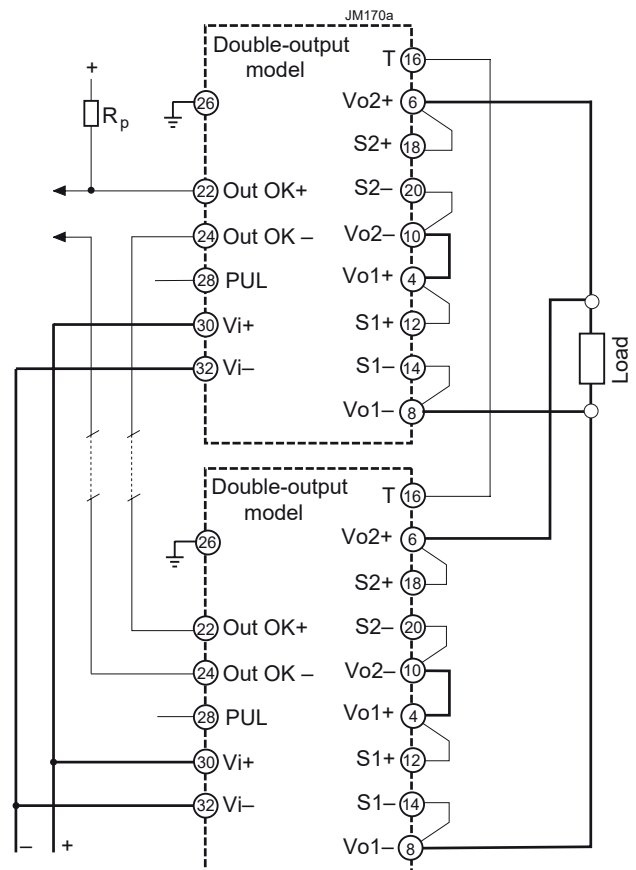 JM170a
Double-output
model
T 16
+
Rp
26
Vo2+ 6
S2+ 18
22 Out OK+
S2– 20
24 Out OK –
Vo2– 10
28 PUL
Vo1+ 4
30 Vi+
S1+ 12
32 Vi–
S1– 14
Vo1– 8
Load
Double-output
model
T 16
26
Vo2+ 6
S2+ 18
22 Out OK+
S2– 20
24 Out OK –
Vo2– 10
28 PUL
Vo1+ 4
30 Vi+
S1+ 12
32 Vi–
S1– 14
– +
Vo1– 8